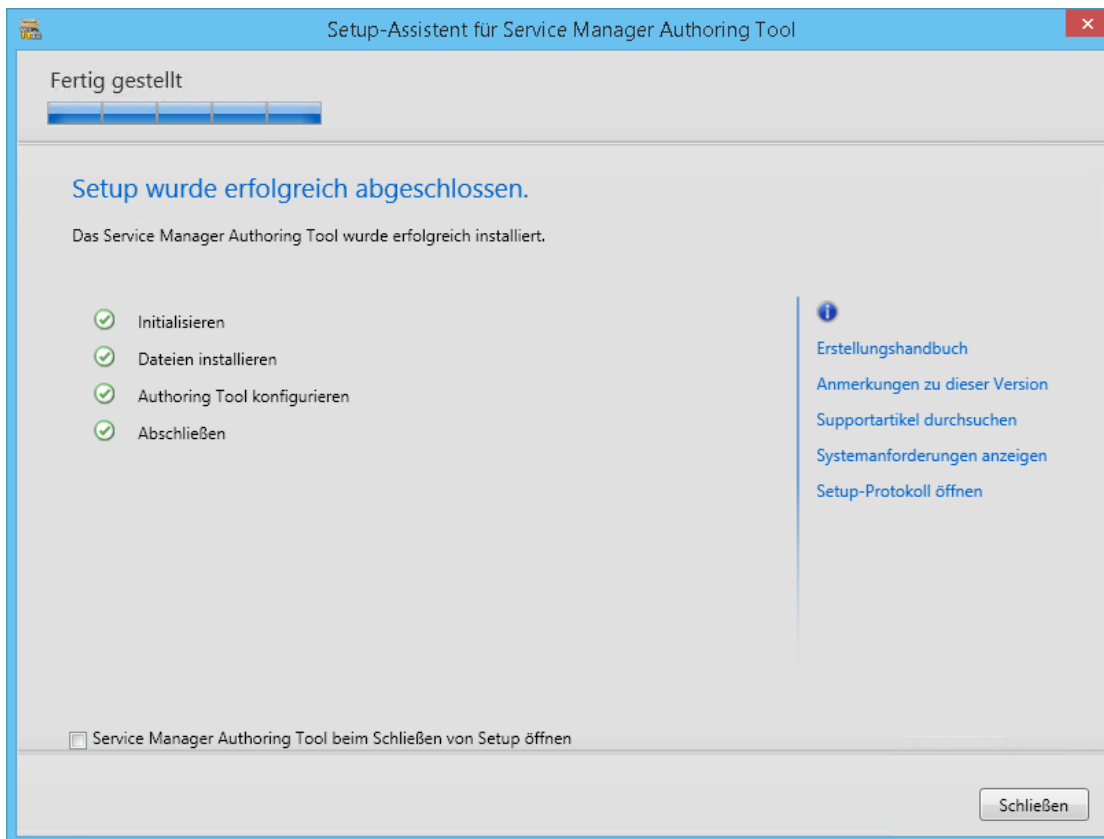 Setup-Assistent für Service Manager Authoring Tool
Fertig gestellt
Setup wurde erfolgreich abgeschlossen.
Das Service Manager Authoring Tool wurde erfolgreich installiert.
Initialisieren
Dateien installieren
Authoring Tool konfigurieren
Abschließen
Erstellungshandbuch
Anmerkungen zu dieser Version
Supportartikel durchsuchen
Systemanforderungen anzeigen
Setup-Protokoll öffnen
Service Manager Authoring Tool beim Schließen von Setup öffnen
Schließen